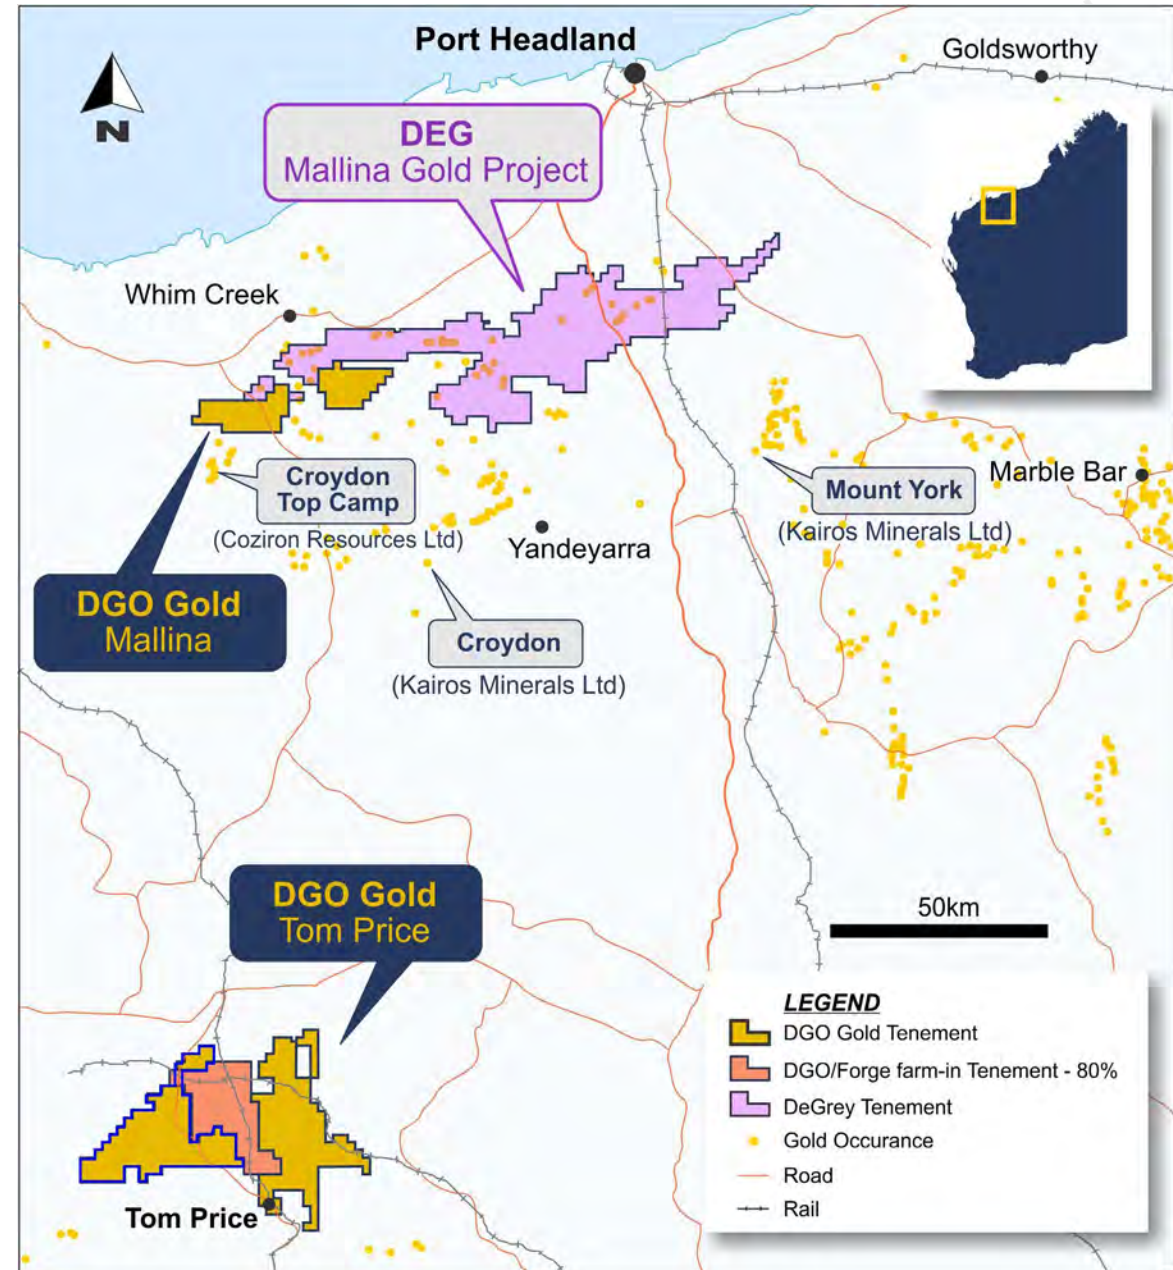 Port Headland
Goldsworthy
N
DEG
Mallina Gold Project
Whim Creek
Croydon
Top Camp
(Coziron Resources Ltd)
Mount York
(Kairos Minerals Ltd)
Marble Bar
Yandeyarra
DGO Gold
Mallina
Croydon
(Kairos Minerals Ltd)
DGO Gold
Tom Price
50km
LEGEND
DGO Gold Tenement
DGO/Forge farm-in Tenement - 80%
DeGrey Tenement
Gold Occurance
Road
Rail
Tom Price